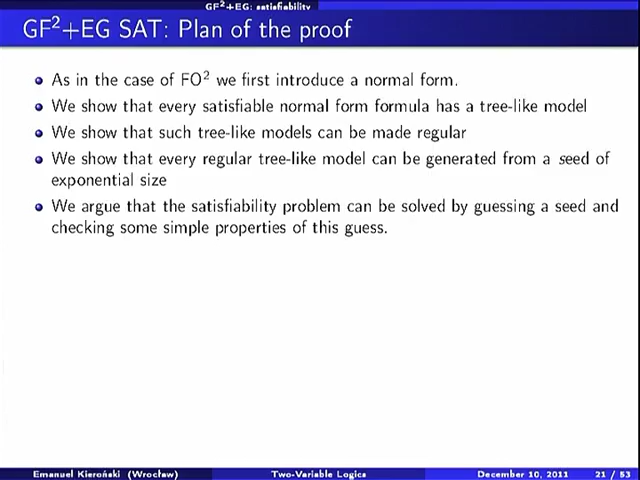 GF²+EG: satisfiability
GF²+EG SAT: Plan of the proof
As in the case of FO² we first introduce a normal form.
We show that every satisfiable normal form formula has a tree-like model
We show that such tree-like models can be made regular
We show that every regular tree-like model can be generated from a seed of
exponential size
We argue that the satisfiability problem can be solved by guessing a seed and
checking some simple properties of this guess.
Emanuel Kieroński (Wrocław) Two-Variable Logics December 10, 2011 21 / 53